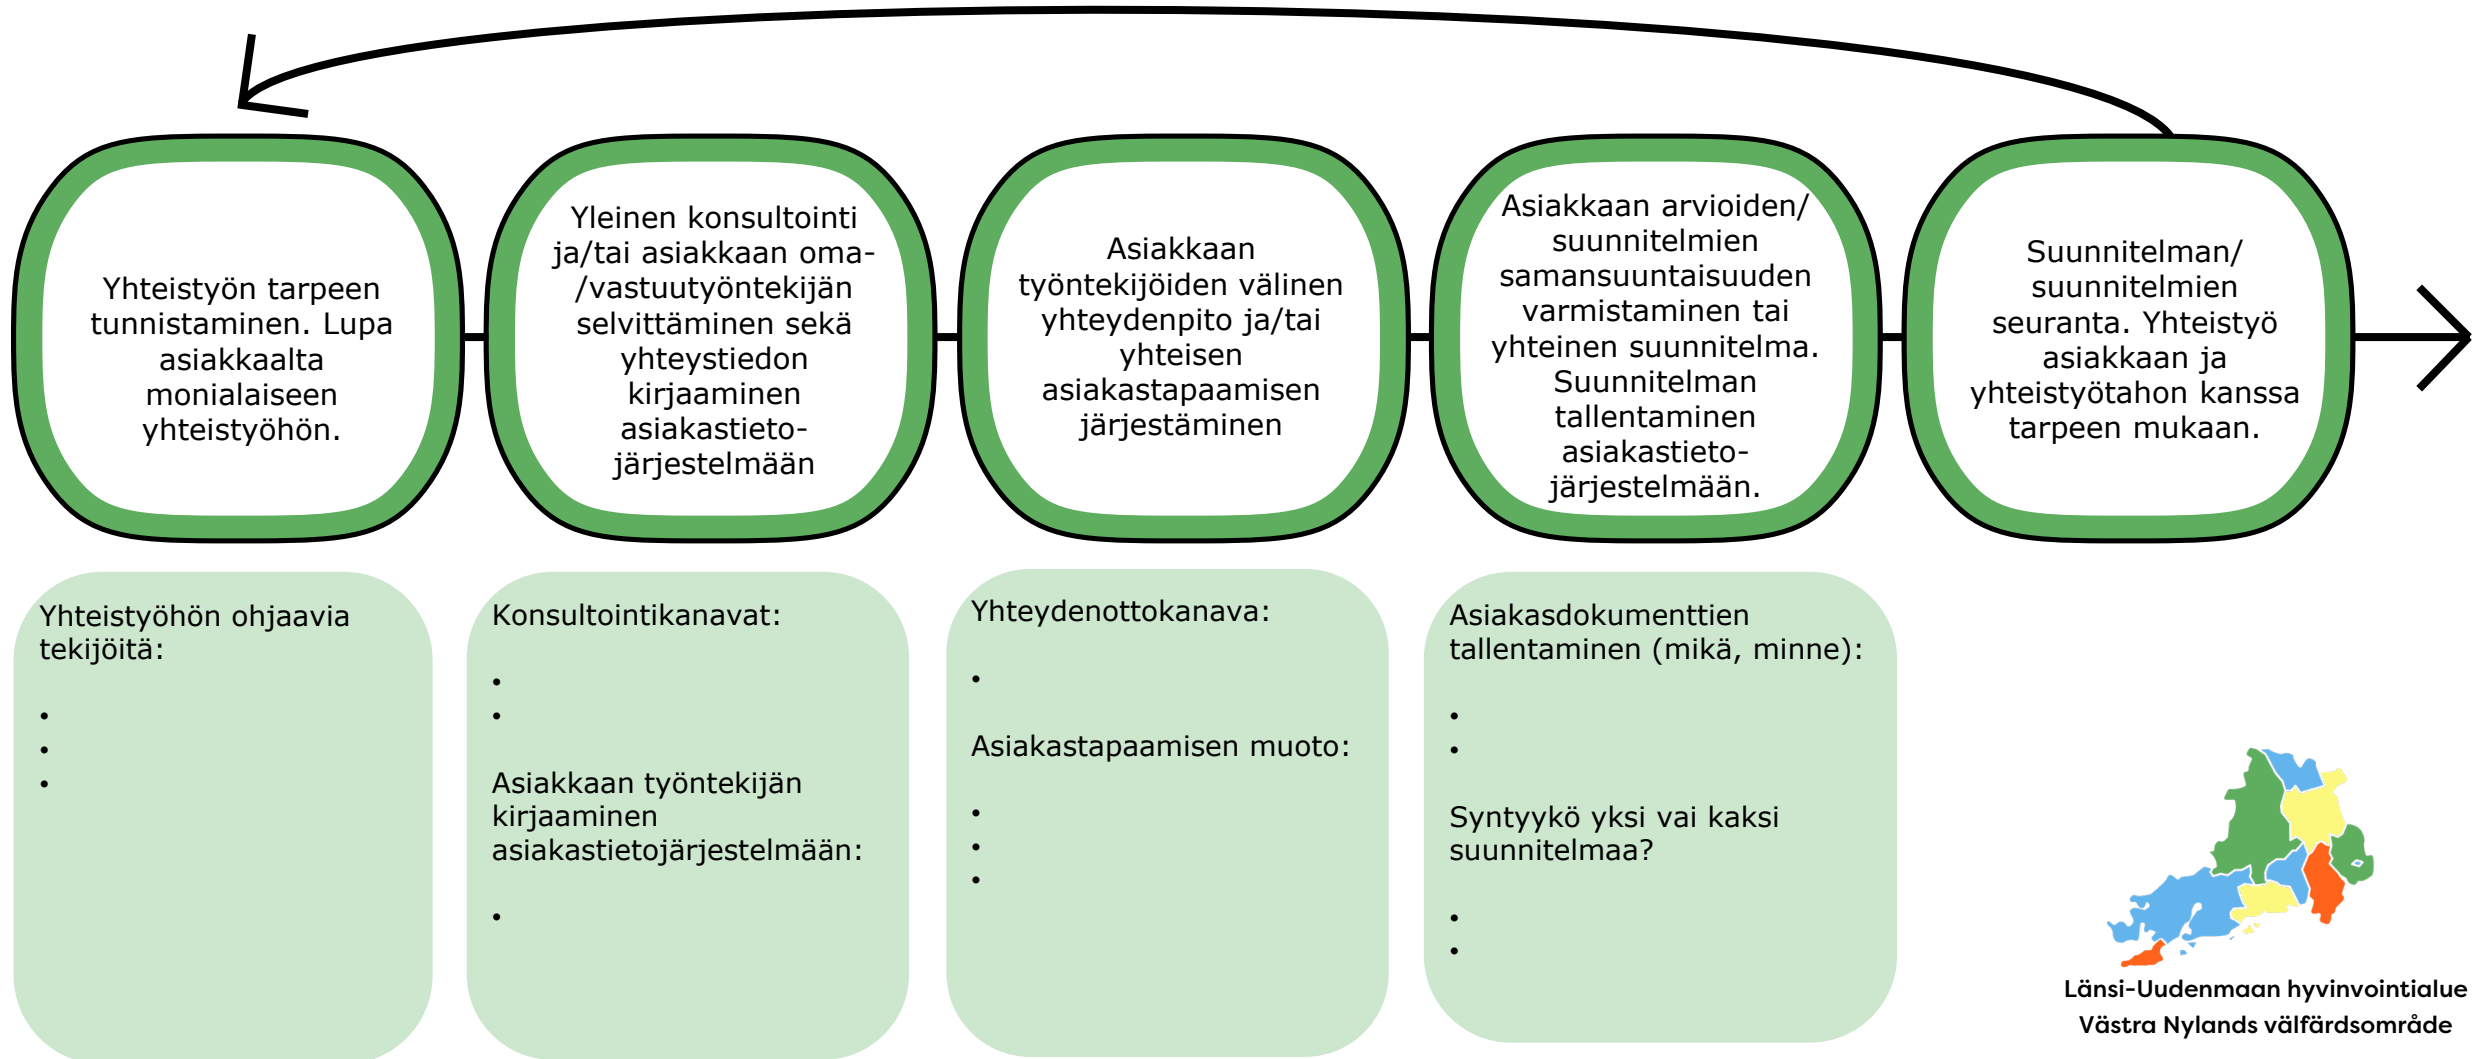 Yhteistyön tarpeen
tunnistaminen. Lupa
asiakkaalta
monialaiseen
yhteistyöhön.
Yleinen konsultointi
ja/tai asiakkaan oma-
/vastuutyöntekijän
selvittäminen sekä
yhteystiedon
kirjaaminen
asiakastieto-
järjestelmään
Asiakkaan
työntekijöiden välinen
yhteydenpito ja/tai
yhteisen
asiakastapaamisen
järjestäminen
Asiakkaan arvioiden/
suunnitelmien
samansuuntaisuuden
varmistaminen tai
yhteinen suunnitelma.
Suunnitelman
tallentaminen
asiakastieto-
järjestelmään.
Suunnitelman/
suunnitelmien
seuranta. Yhteistyö
asiakkaan ja
yhteistyötahon kanssa
tarpeen mukaan.
Yhteistyöhön ohjaavia
tekijöitä:
•
•
•
Konsultointikanavat:
•
•
Asiakkaan työntekijän
kirjaaminen
asiakastietojärjestelmään:
•
Yhteydenottokanava:
•
Asiakastapaamisen muoto:
•
•
•
Asiakasdokumenttien
tallentaminen (mikä, minne):
•
•
Syntyykö yksi vai kaksi
suunnitelmaa?
•
•
Länsi-Uudenmaan hyvinvointialue
Västra Nylands välfärdsområde